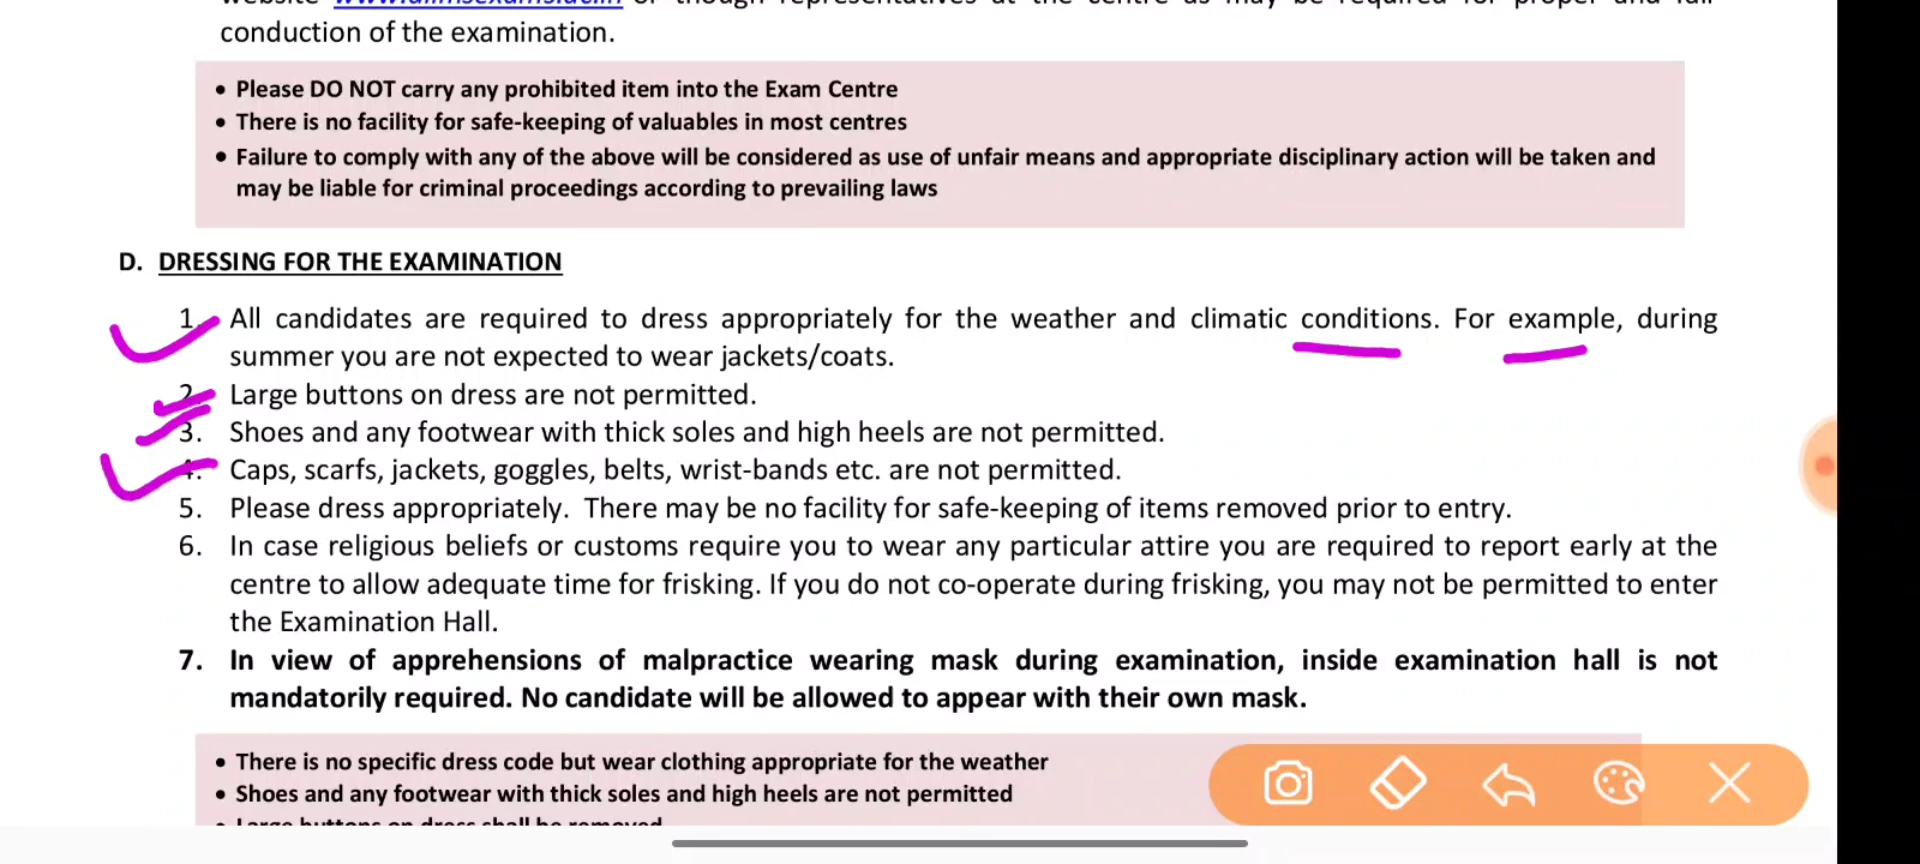 conduction of the examination.
• Please DO NOT carry any prohibited item into the Exam Centre
• There is no facility for safe-keeping of valuables in most centres
• Failure to comply with any of the above will be considered as use of unfair means and appropriate disciplinary action will be taken and
may be liable for criminal proceedings according to prevailing laws
D. DRESSING FOR THE EXAMINATION
1. All candidates are required to dress appropriately for the weather and climatic conditions. For example, during
summer you are not expected to wear jackets/coats.
2. Large buttons on dress are not permitted.
3. Shoes and any footwear with thick soles and high heels are not permitted.
4. Caps, scarfs, jackets, goggles, belts, wrist-bands etc. are not permitted.
5. Please dress appropriately. There may be no facility for safe-keeping of items removed prior to entry.
6. In case religious beliefs or customs require you to wear any particular attire you are required to report early at the
centre to allow adequate time for frisking. If you do not co-operate during frisking, you may not be permitted to enter
the Examination Hall.
7. In view of apprehensions of malpractice wearing mask during examination, inside examination hall is not
mandatorily required. No candidate will be allowed to appear with their own mask.
• There is no specific dress code but wear clothing appropriate for the weather
• Shoes and any footwear with thick soles and high heels are not permitted